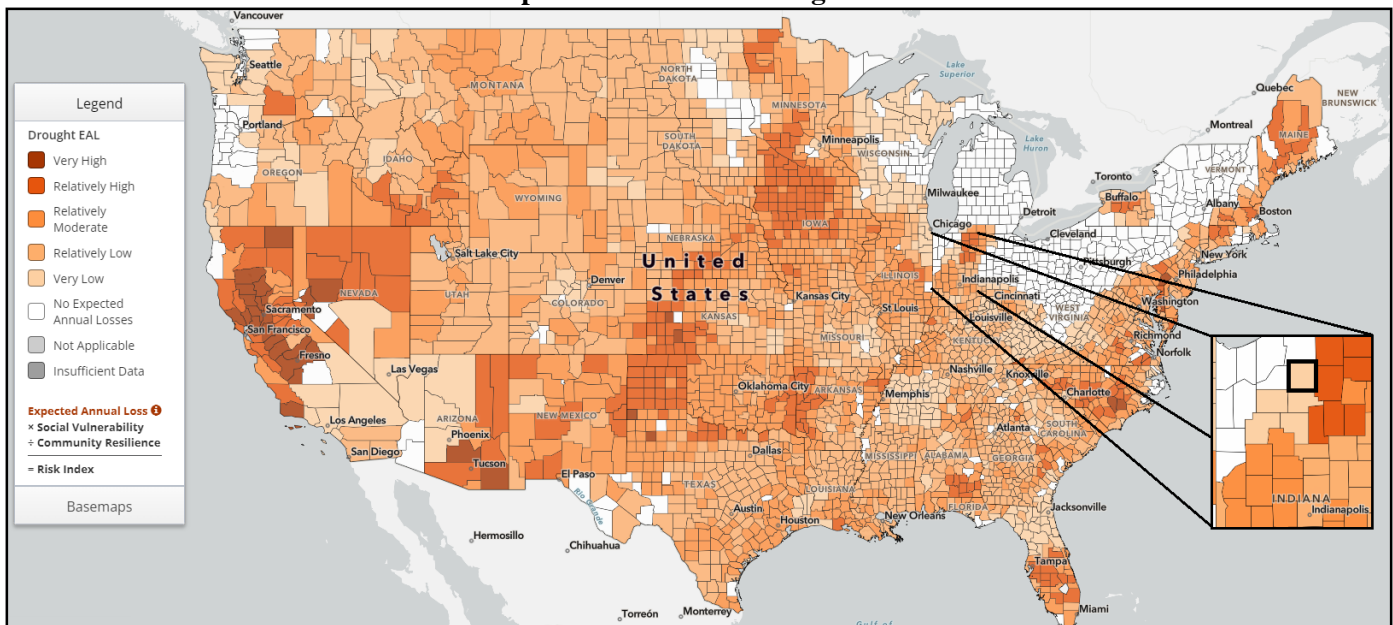 Vancouver
Seattle
Portland
OREGON
IDAHO
MONTANA
NORTH
DAKOTA
SOUTH
DAKOTA
MINNESOTA
Minneapolis
WISCONSIN
Lake
Superior
Lake
Huron
Quebec
NEW
BRUNSWICK
Montreal
MAINE
VERMONT
Toronto
Buffalo
Albany
Boston
Milwaukee
Detroit
Chicago
Cleveland
New York
Pittsburgh
Philadelphia
WYOMING
IOWA
NEBRASKA
Salt Lake City
United
States
ILLINOIS
Indianapolis
Cincinnati
Washington
WEST
VIRGINIA
Richmond
Norfolk
NEVADA
Sacramento
San Francisco
Fresno
UTAH
Denver
COLORADO
KANSAS
Kansas City
St Louis
MISSOURI
Louisville
KENTUCKY
Las Vegas
Los Angeles
San Diego
ARIZONA
Phoenix
Tucson
NEW MEXICO
El Paso
Oklahoma City
ARKANSAS
Memphis
Nashville
Knoxville
Charlotte
SOUTH
CAROLINA
Atlanta
MISSISSIPPI
ALABAMA
GEORGIA
Dallas
TEXAS
LOUISIANA
Austin
Houston
New Orleans
FLORIDA
Jacksonville
Tampa
Miami
Rio Grande
Hermosillo
Chihuahua
Torreón
Monterrey
Gulf of
Legend
Drought EAL
Very High
Relatively High
Relatively
Moderate
Relatively Low
Very Low
No Expected
Annual Losses
Not Applicable
Insufficient Data
Expected Annual Loss
× Social Vulnerability
÷ Community Resilience
= Risk Index
Basemaps
INDIANA
Indianapolis